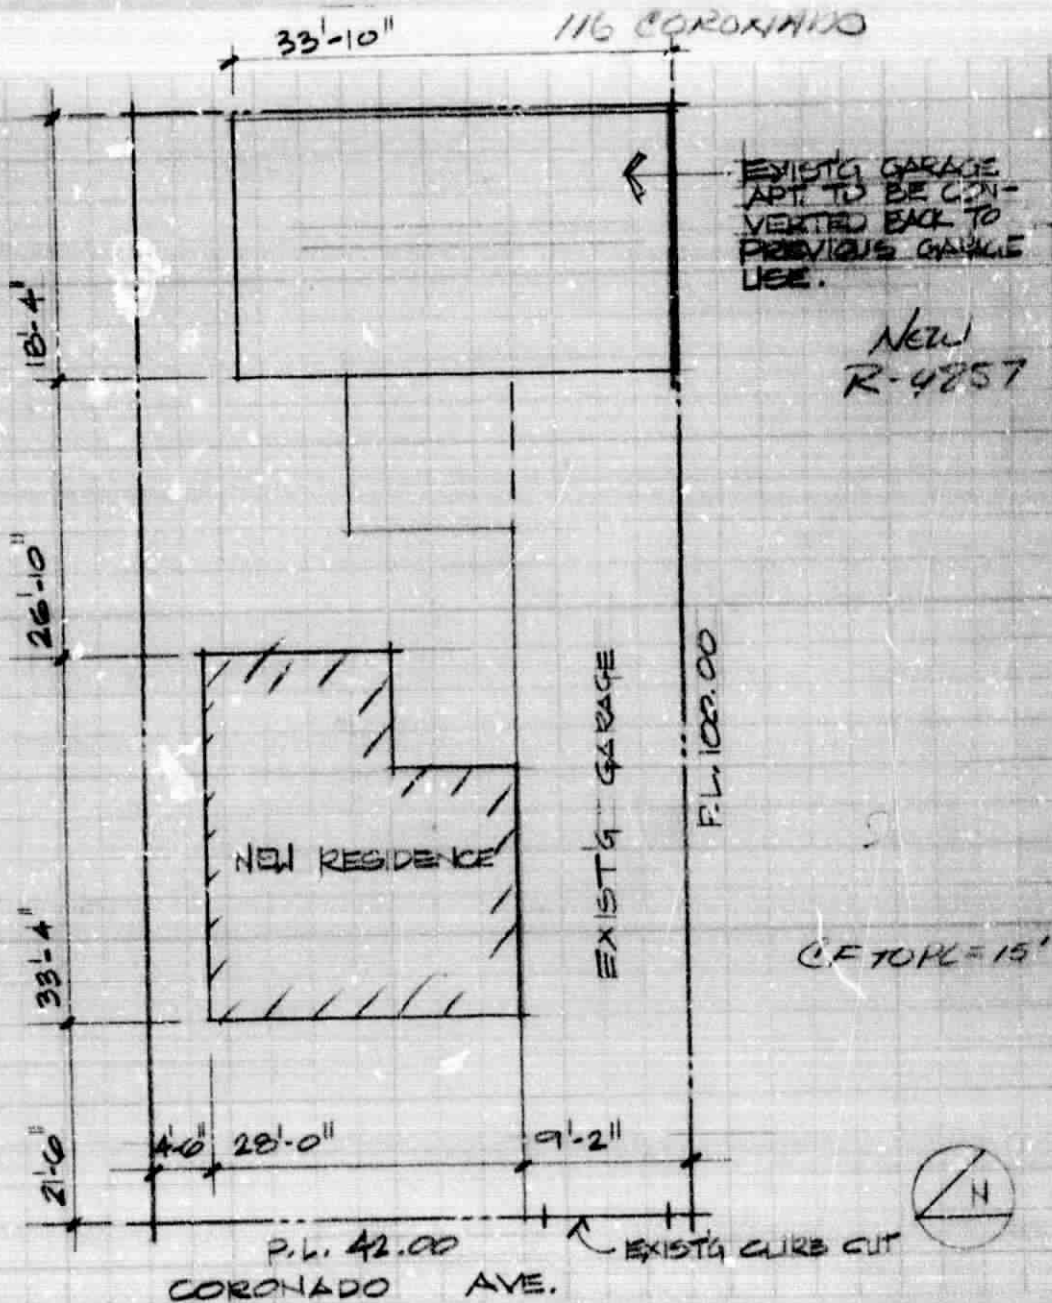 116 CORONADO
33'-10"
EXIST'G GARAGE
APT. TO BE CON-
VERTED BACK TO
PREVIOUS GARAGE
USE.
NEW
R-4857
18'-4"
26'-10"
EXIST'G GARAGE
P.L. 100.00
NEW RESIDENCE
33'-4"
C.F TO PL = 15'
21'-6"
4'-6"
28'-0"
9'-2"
N
P.L. 42.00
EXIST'G CURB CUT
CORONADO AVE.